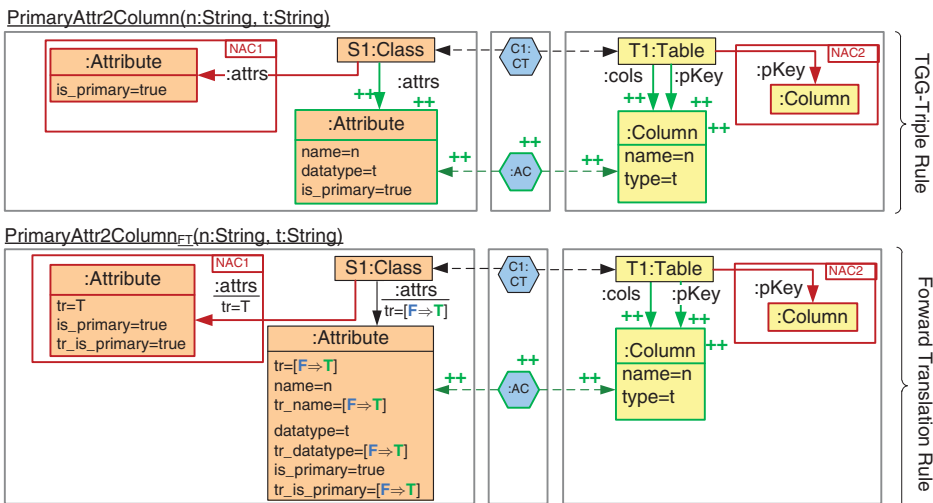 PrimaryAttr2Column(n:String, t:String)
NAC1
:Attribute
is_primary=true
:attrs
S1:Class
:attrs
++
++
:Attribute
name=n
datatype=t
is_primary=true
++
C1:
CT
++
:AC
++
T1:Table
:cols
:pKey
++
++
:Column
++
name=n
type=t
NAC2
:pKey
:Column
TGG-Triple Rule
PrimaryAttr2ColumnFT(n:String, t:String)
NAC1
:Attribute
tr=T
is_primary=true
tr_is_primary=true
:attrs
tr=T
S1:Class
:attrs
tr=[F⇒T]
:Attribute
tr=[F⇒T]
name=n
tr_name=[F⇒T]
datatype=t
tr_datatype=[F⇒T]
is_primary=true
tr_is_primary=[F⇒T]
++
C1:
CT
++
:AC
++
T1:Table
:cols
:pKey
++
++
:Column
++
name=n
type=t
NAC2
:pKey
:Column
Forward Translation Rule